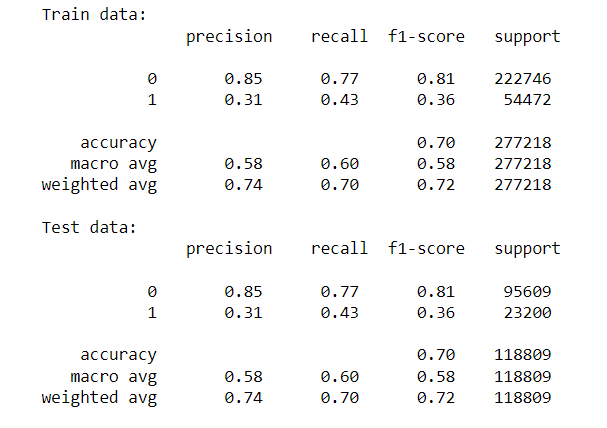 Train data:
precision recall f1-score support
0 0.85 0.77 0.81 222746
1 0.31 0.43 0.36 54472
accuracy 0.70 277218
macro avg 0.58 0.60 0.58 277218
weighted avg 0.74 0.70 0.72 277218
Test data:
precision recall f1-score support
0 0.85 0.77 0.81 95609
1 0.31 0.43 0.36 23200
accuracy 0.70 118809
macro avg 0.58 0.60 0.58 118809
weighted avg 0.74 0.70 0.72 118809